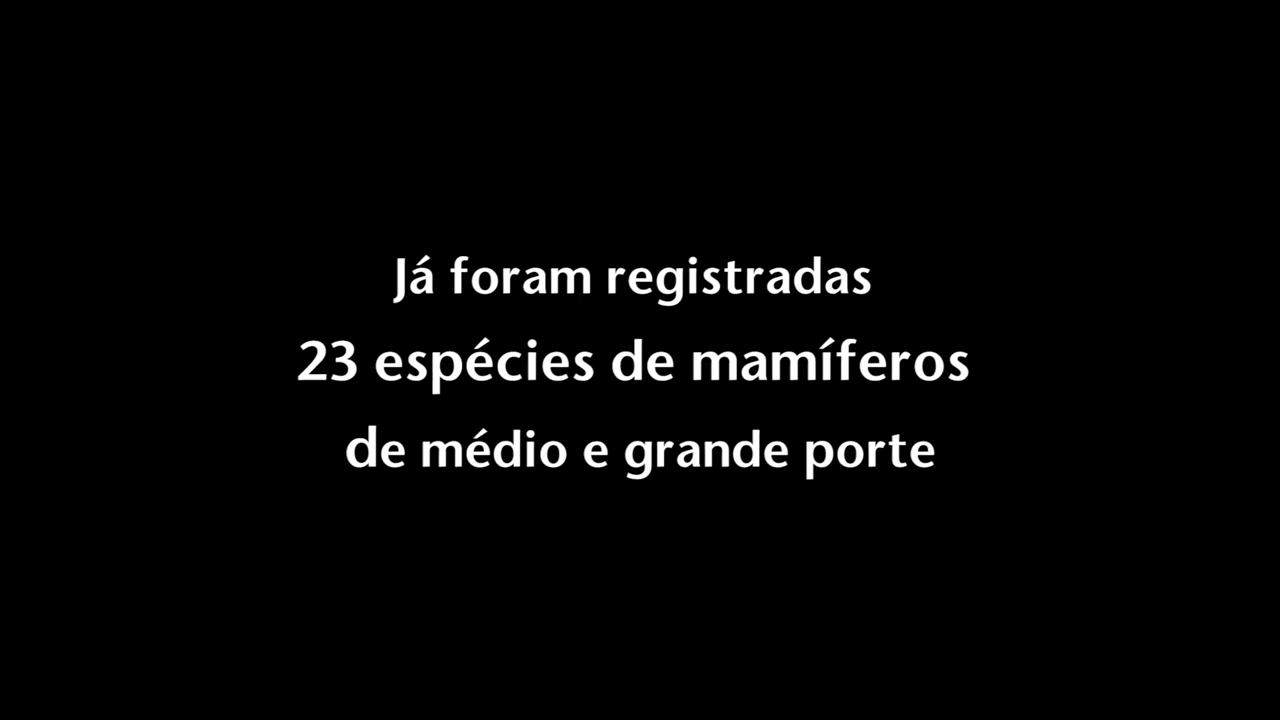 Já foram registradas
23 espécies de mamíferos
de médio e grande porte